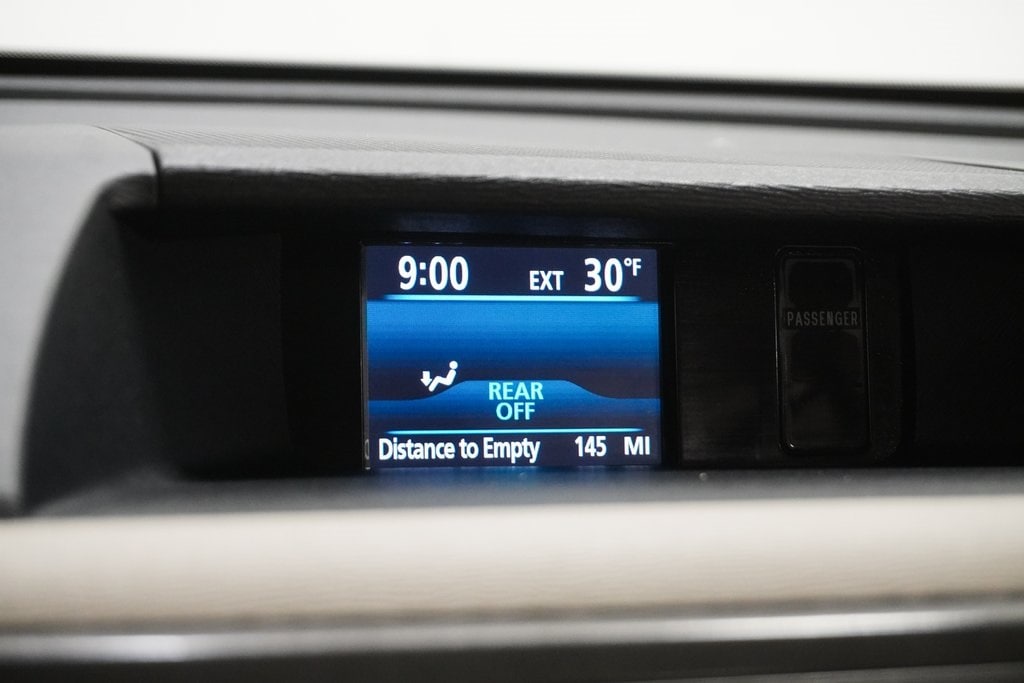 9:00 EXT 30°F
PASSENGER
REAR
OFF
Distance to Empty 145 MI